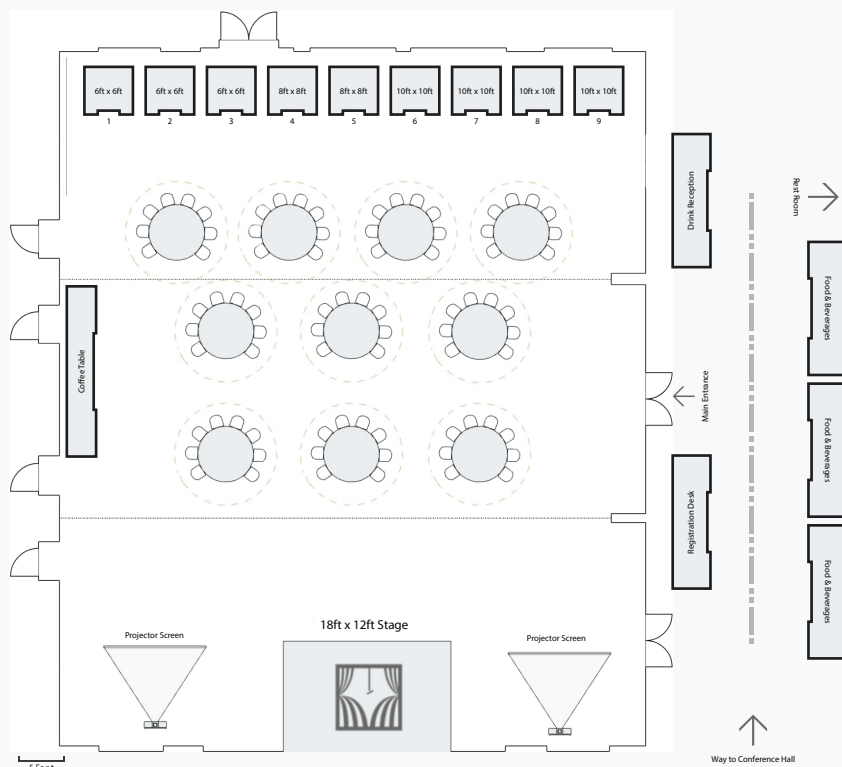 6ft x 6ft
6ft x 6ft
6ft x 6ft
8ft x 8ft
8ft x 8ft
10ft x 10ft
10ft x 10ft
10ft x 10ft
10ft x 10ft
1
2
3
4
5
6
7
8
9
Drink Reception
Rest Room
Food & Beverages
Coffee Table
Main Entrance
Food & Beverages
Registration Desk
Food & Beverages
18ft x 12ft Stage
Projector Screen
Projector Screen
Way to Conference Hall